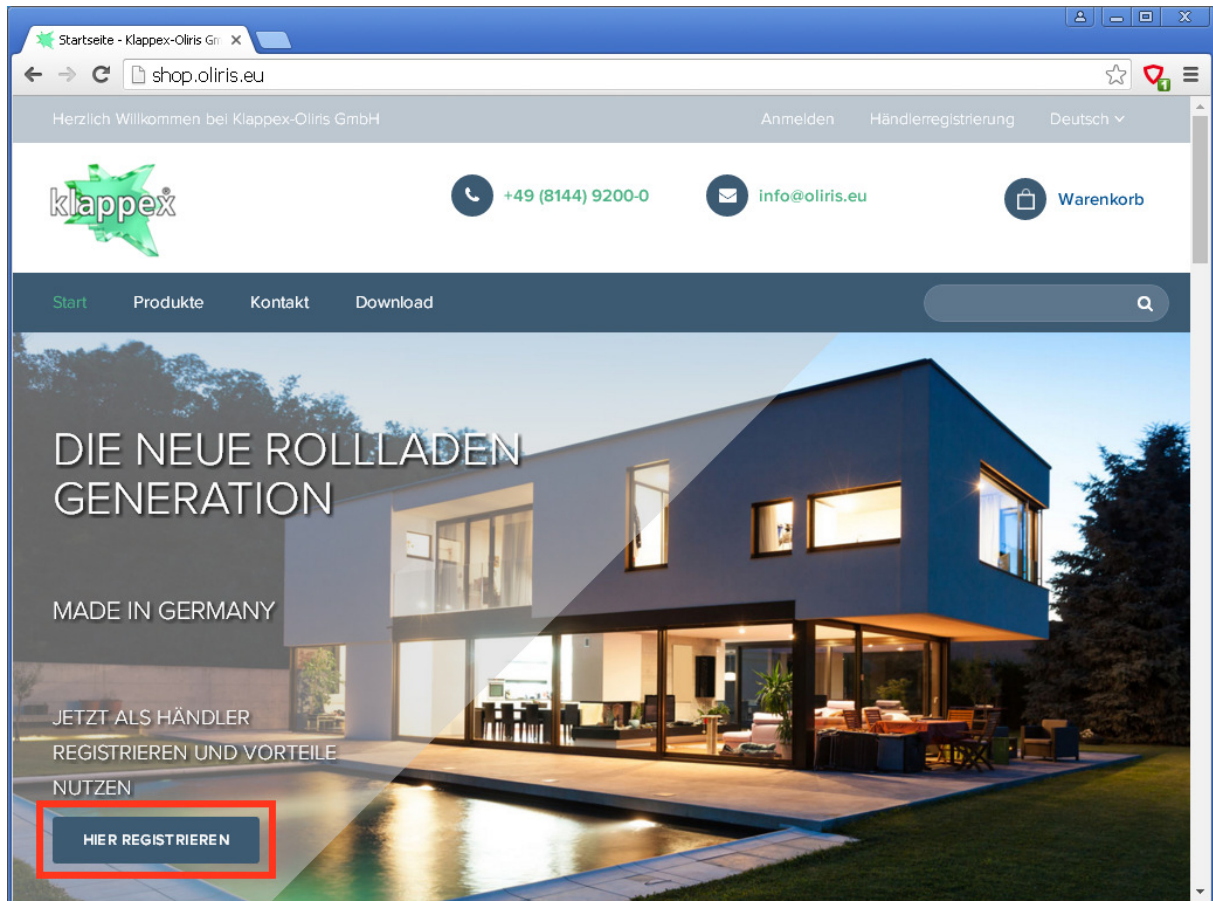 Startseite - Klappex-Oliris Gm
shop.oliris.eu
1
Herzlich Willkommen bei Klappex-Oliris GmbH
Anmelden
Händlerregistrierung
Deutsch
klappex®
+49 (8144) 9200-0
info@oliris.eu
Warenkorb
Start
Produkte
Kontakt
Download
DIE NEUE ROLLLADEN
GENERATION
MADE IN GERMANY
JETZT ALS HÄNDLER
REGISTRIEREN UND VORTEILE
NUTZEN
HIER REGISTRIEREN